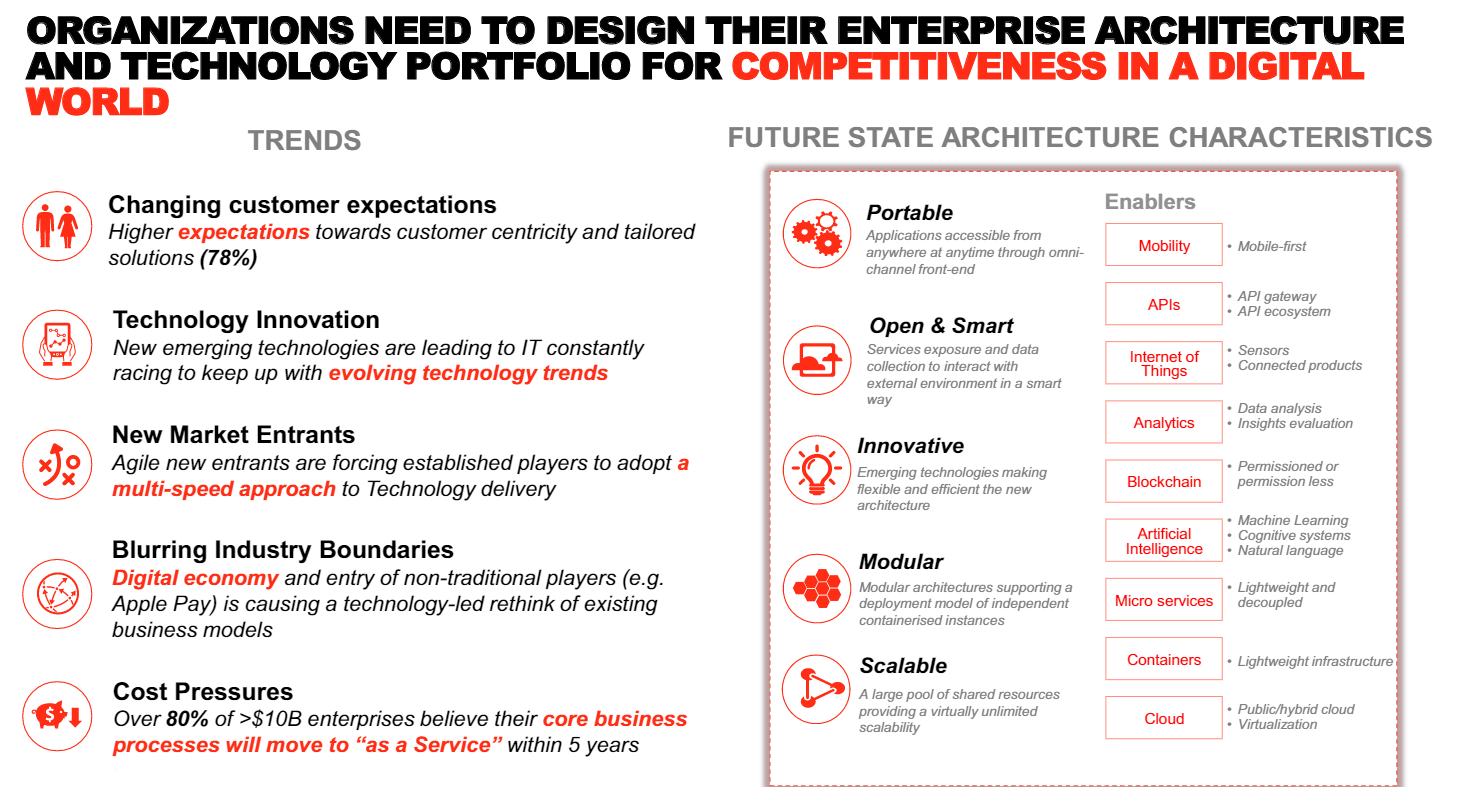 ORGANIZATIONS NEED TO DESIGN THEIR ENTERPRISE ARCHITECTURE
AND TECHNOLOGY PORTFOLIO FOR COMPETITIVENESS IN A DIGITAL
WORLD
TRENDS
Changing customer expectations
Higher expectations towards customer centricity and tailored
solutions (78%)
Technology Innovation
New emerging technologies are leading to IT constantly
racing to keep up with evolving technology trends
New Market Entrants
Agile new entrants are forcing established players to adopt a
multi-speed approach to Technology delivery
Blurring Industry Boundaries
Digital economy and entry of non-traditional players (e.g.
Apple Pay) is causing a technology-led rethink of existing
business models
Cost Pressures
Over 80% of >$10B enterprises believe their core business
processes will move to “as a Service” within 5 years
FUTURE STATE ARCHITECTURE CHARACTERISTICS
Portable
Applications accessible from
anywhere at anytime through omni-
channel front-end
Open & Smart
Services exposure and data
collection to interact with
external environment in a smart
way
Innovative
Emerging technologies making
flexible and efficient the new
architecture
Modular
Modular architectures supporting a
deployment model of independent
containerised instances
Scalable
A large pool of shared resources
providing a virtually unlimited
scalability
Enablers
Mobility
• Mobile-first
APIs
• API gateway
• API ecosystem
Internet of
Things
• Sensors
• Connected products
Analytics
• Data analysis
• Insights evaluation
Blockchain
• Permissioned or
permission less
Artificial
Intelligence
• Machine Learning
• Cognitive systems
• Natural language
Micro services
• Lightweight and
decoupled
Containers
• Lightweight infrastructure
Cloud
• Public/hybrid cloud
• Virtualization